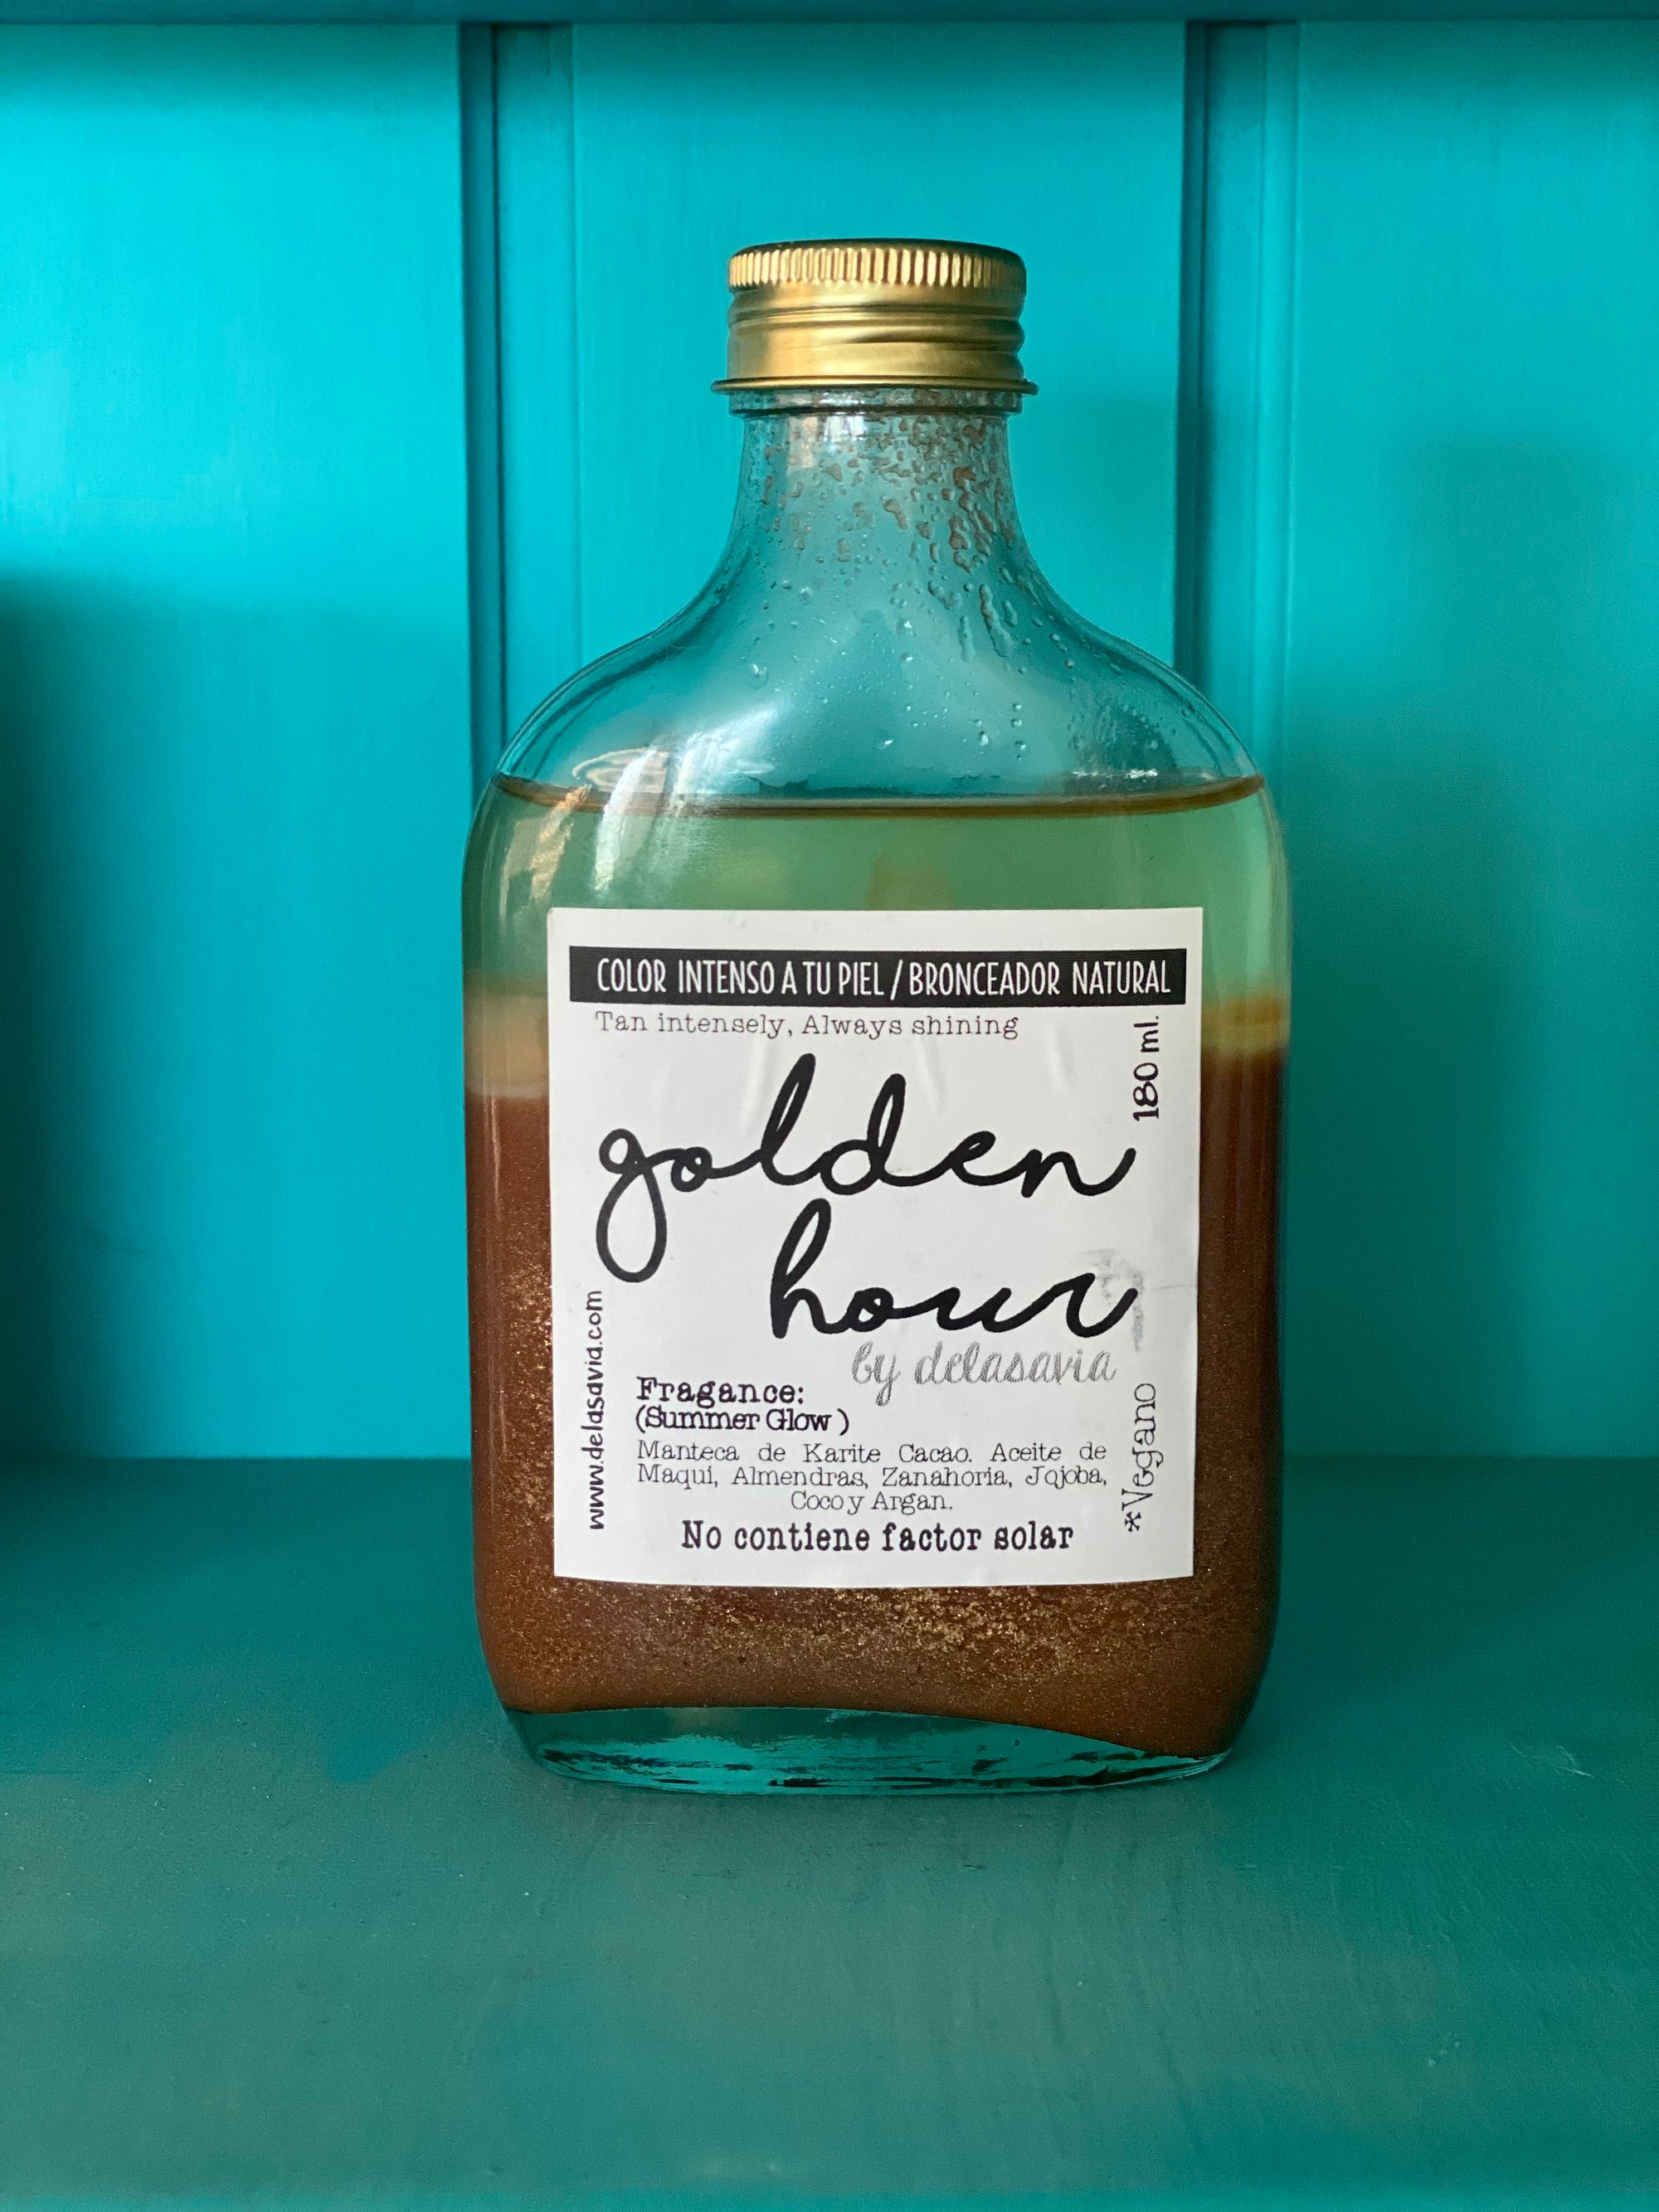 COLOR INTENSO A TU PIEL / BRONCEADOR NATURAL
Tan intensely, Always shining
180 ml.
golden
hour
by delasavia
www.delasavia.com
Fragance:
(Summer Glow )
Manteca de Karite Cacao. Aceite de
Maqui, Almendras, Zanahoria, Jojoba,
Coco y Argan.
No contiene factor solar
*Vegano